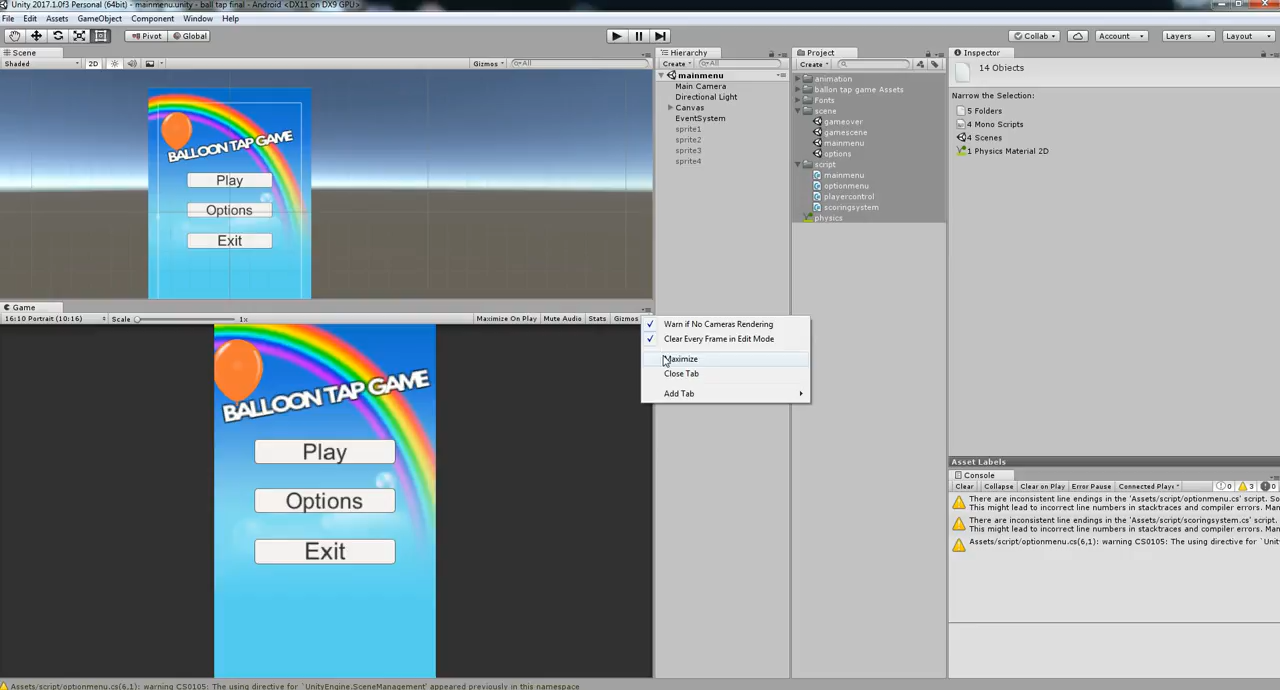 Unity 2017.1.0f3 Personal (64bit) - mainmenu.unity - ball tap final - Android <DX11 on DX9 GPU>
File Edit Assets GameObject Component Window Help
Pivot Global Collab Account Layers Layout
Scene
Shaded 2D Gizmos All
BALLOON TAP GAME
Play
Options
Exit
Game
16:10 Portrait (10:16) Scale 1x Maximize On Play Mute Audio Stats Gizmos
BALLOON TAP GAME
Play
Options
Exit
Warn if No Cameras Rendering
Clear Every Frame in Edit Mode
Maximize
Close Tab
Add Tab
Hierarchy
Create All
mainmenu
Main Camera
Directional Light
Canvas
EventSystem
sprite1
sprite2
sprite3
sprite4
Project
Create
animation
ballon tap game Assets
Fonts
scene
gameover
gamescene
mainmenu
options
script
mainmenu
optionmenu
playercontrol
scoringsystem
physics
Inspector
14 Objects
Narrow the Selection:
5 Folders
4 Mono Scripts
4 Scenes
1 Physics Material 2D
Asset Labels
Console
Clear Collapse Clear on Play Error Pause Connected Play 0 3 0
There are inconsistent line endings in the 'Assets/script/optionmenu.cs' script. So
This might lead to incorrect line numbers in stacktraces and compiler errors. Man
There are inconsistent line endings in the 'Assets/script/scoringsystem.cs' script.
This might lead to incorrect line numbers in stacktraces and compiler errors. Man
Assets/script/optionmenu.cs(6,1): warning CS0105: The using directive for `Unit
Assets/script/optionmenu.cs(6,1): warning CS0105: The using directive for `UnityEngine.SceneManagement' appeared previously in this namespace